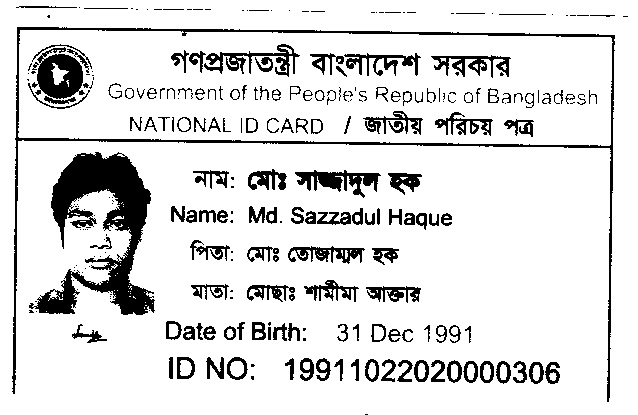 গণপ্রজাতন্ত্রী বাংলাদেশ সরকার
Government of the People's Republic of Bangladesh
NATIONAL ID CARD / জাতীয় পরিচয় পত্র
নাম: মোঃ সাজ্জাদুল হক
Name: Md. Sazzadul Haque
পিতা: মোঃ তোজাম্মল হক
মাতা: মোছাঃ শামীমা আক্তার
Date of Birth: 31 Dec 1991
ID NO: 19911022020000306